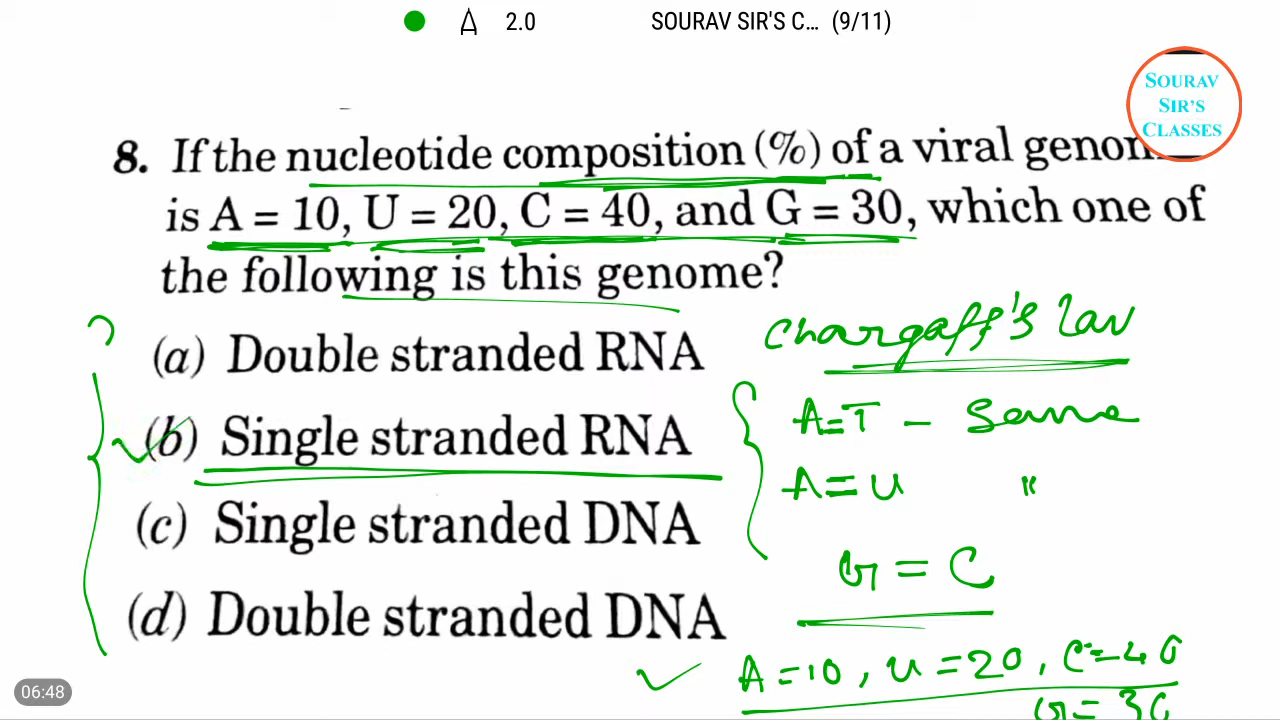 2.0 SOURAV SIR'S C... (9/11)
SOURAV
SIR'S
CLASSES
8. If the nucleotide composition (%) of a viral genom
is A = 10, U = 20, C = 40, and G = 30, which one of
the following is this genome?
(a) Double stranded RNA
(b) Single stranded RNA
(c) Single stranded DNA
(d) Double stranded DNA
Chargaff's Law
A=T - Same
A=U "
G = C
A=10, U=20, C=40
G=30
06:48